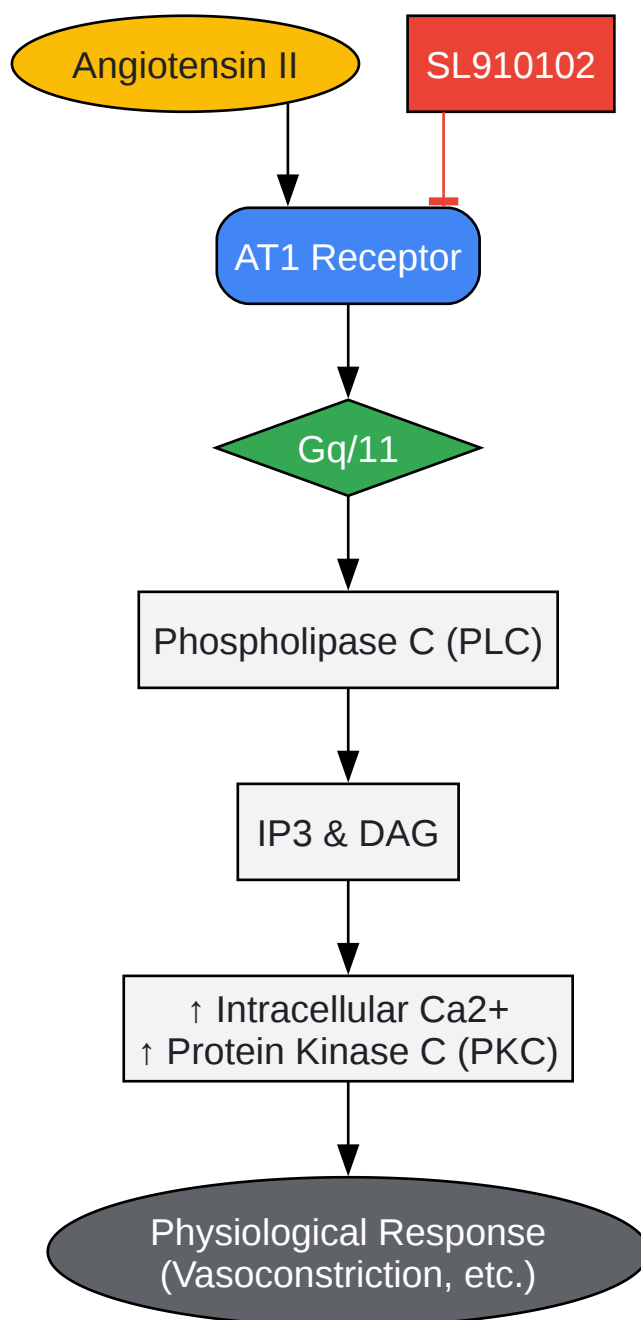 Angiotensin II
SL910102
AT1 Receptor
Gq/11
Phospholipase C (PLC)
IP3 & DAG
↑ Intracellular Ca2+
↑ Protein Kinase C (PKC)
Physiological Response
(Vasoconstriction, etc.)